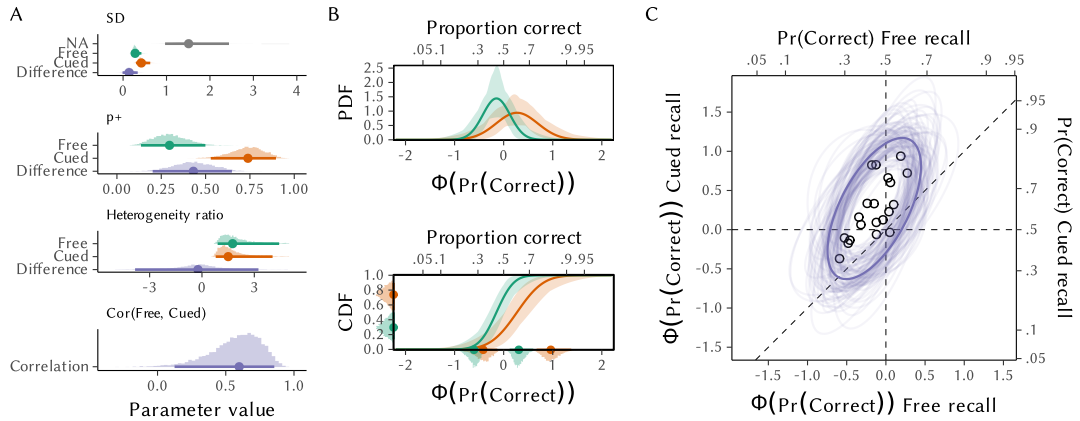 A
SD
NA
Free
Cued
Difference
0 1 2 3 4
p+
Free
Cued
Difference
0.00 0.25 0.50 0.75 1.00
Heterogeneity ratio
Free
Cued
Difference
-3 0 3
Cor(Free, Cued)
Correlation
0.0 0.5 1.0
Parameter value
B
Proportion correct
.05 .1 .3 .5 .7 .9 .95
PDF
2.5
2.0
1.5
1.0
0.5
0.0
-2 -1 0 1 2
Φ(Pr(Correct))
Proportion correct
.05 .1 .3 .5 .7 .9 .95
CDF
1.0
0.8
0.6
0.4
0.2
0.0
-2 -1 0 1 2
Φ(Pr(Correct))
C
Pr(Correct) Free recall
.05 .1 .3 .5 .7 .9 .95
Φ(Pr(Correct)) Cued recall
1.5
1.0
0.5
0.0
-0.5
-1.0
-1.5
.95
.9
.7
.5
.3
.1
.05
Pr(Correct) Cued recall
-1.5 -1.0 -0.5 0.0 0.5 1.0 1.5
Φ(Pr(Correct)) Free recall